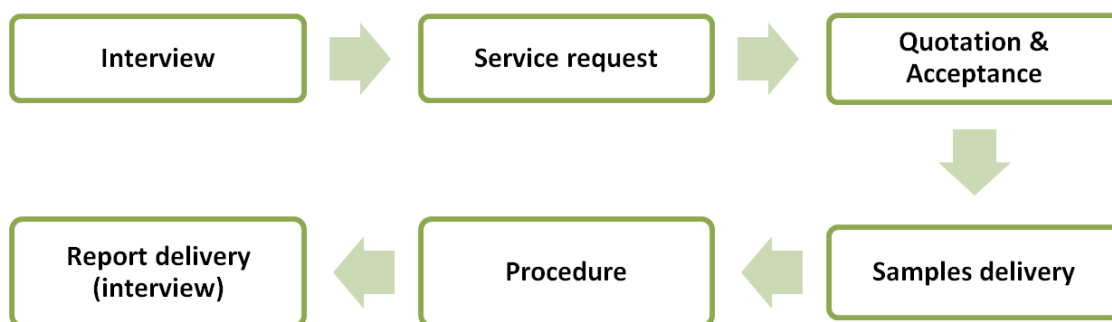 Interview
Service request
Quotation &
Acceptance
Samples delivery
Procedure
Report delivery
(interview)